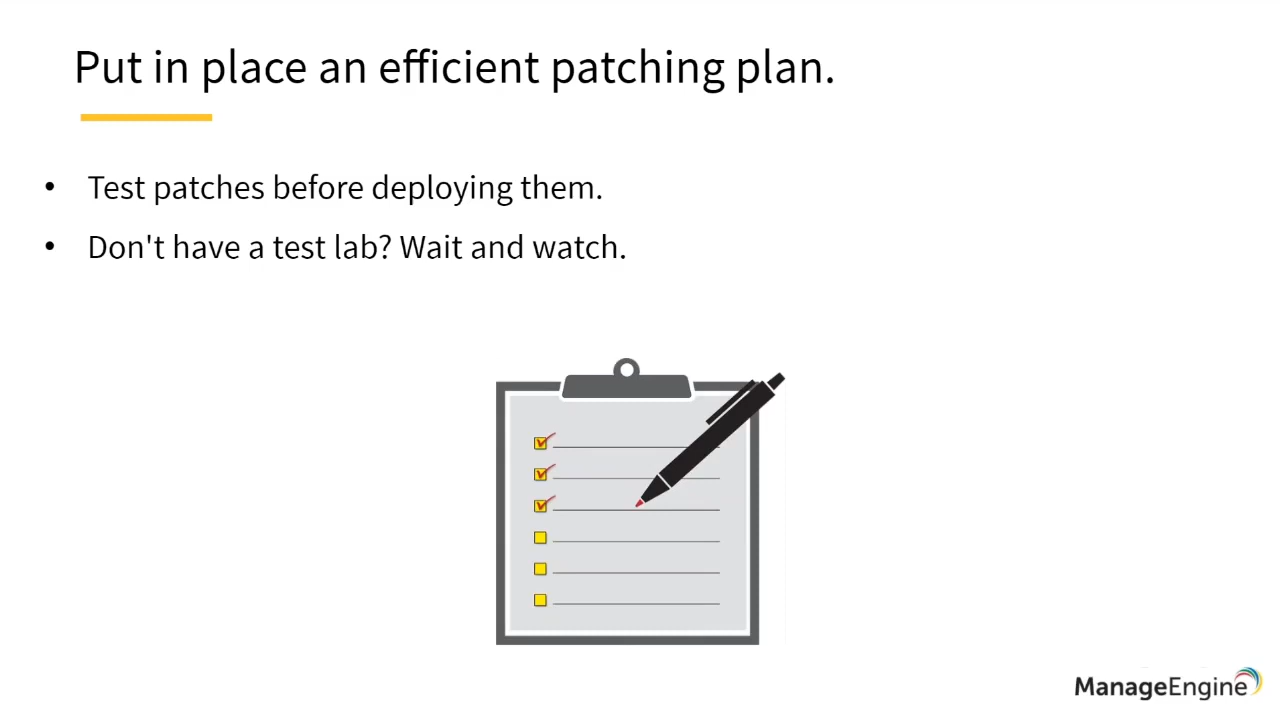 Put in place an efficient patching plan.
• Test patches before deploying them.
• Don't have a test lab? Wait and watch.
ManageEngine